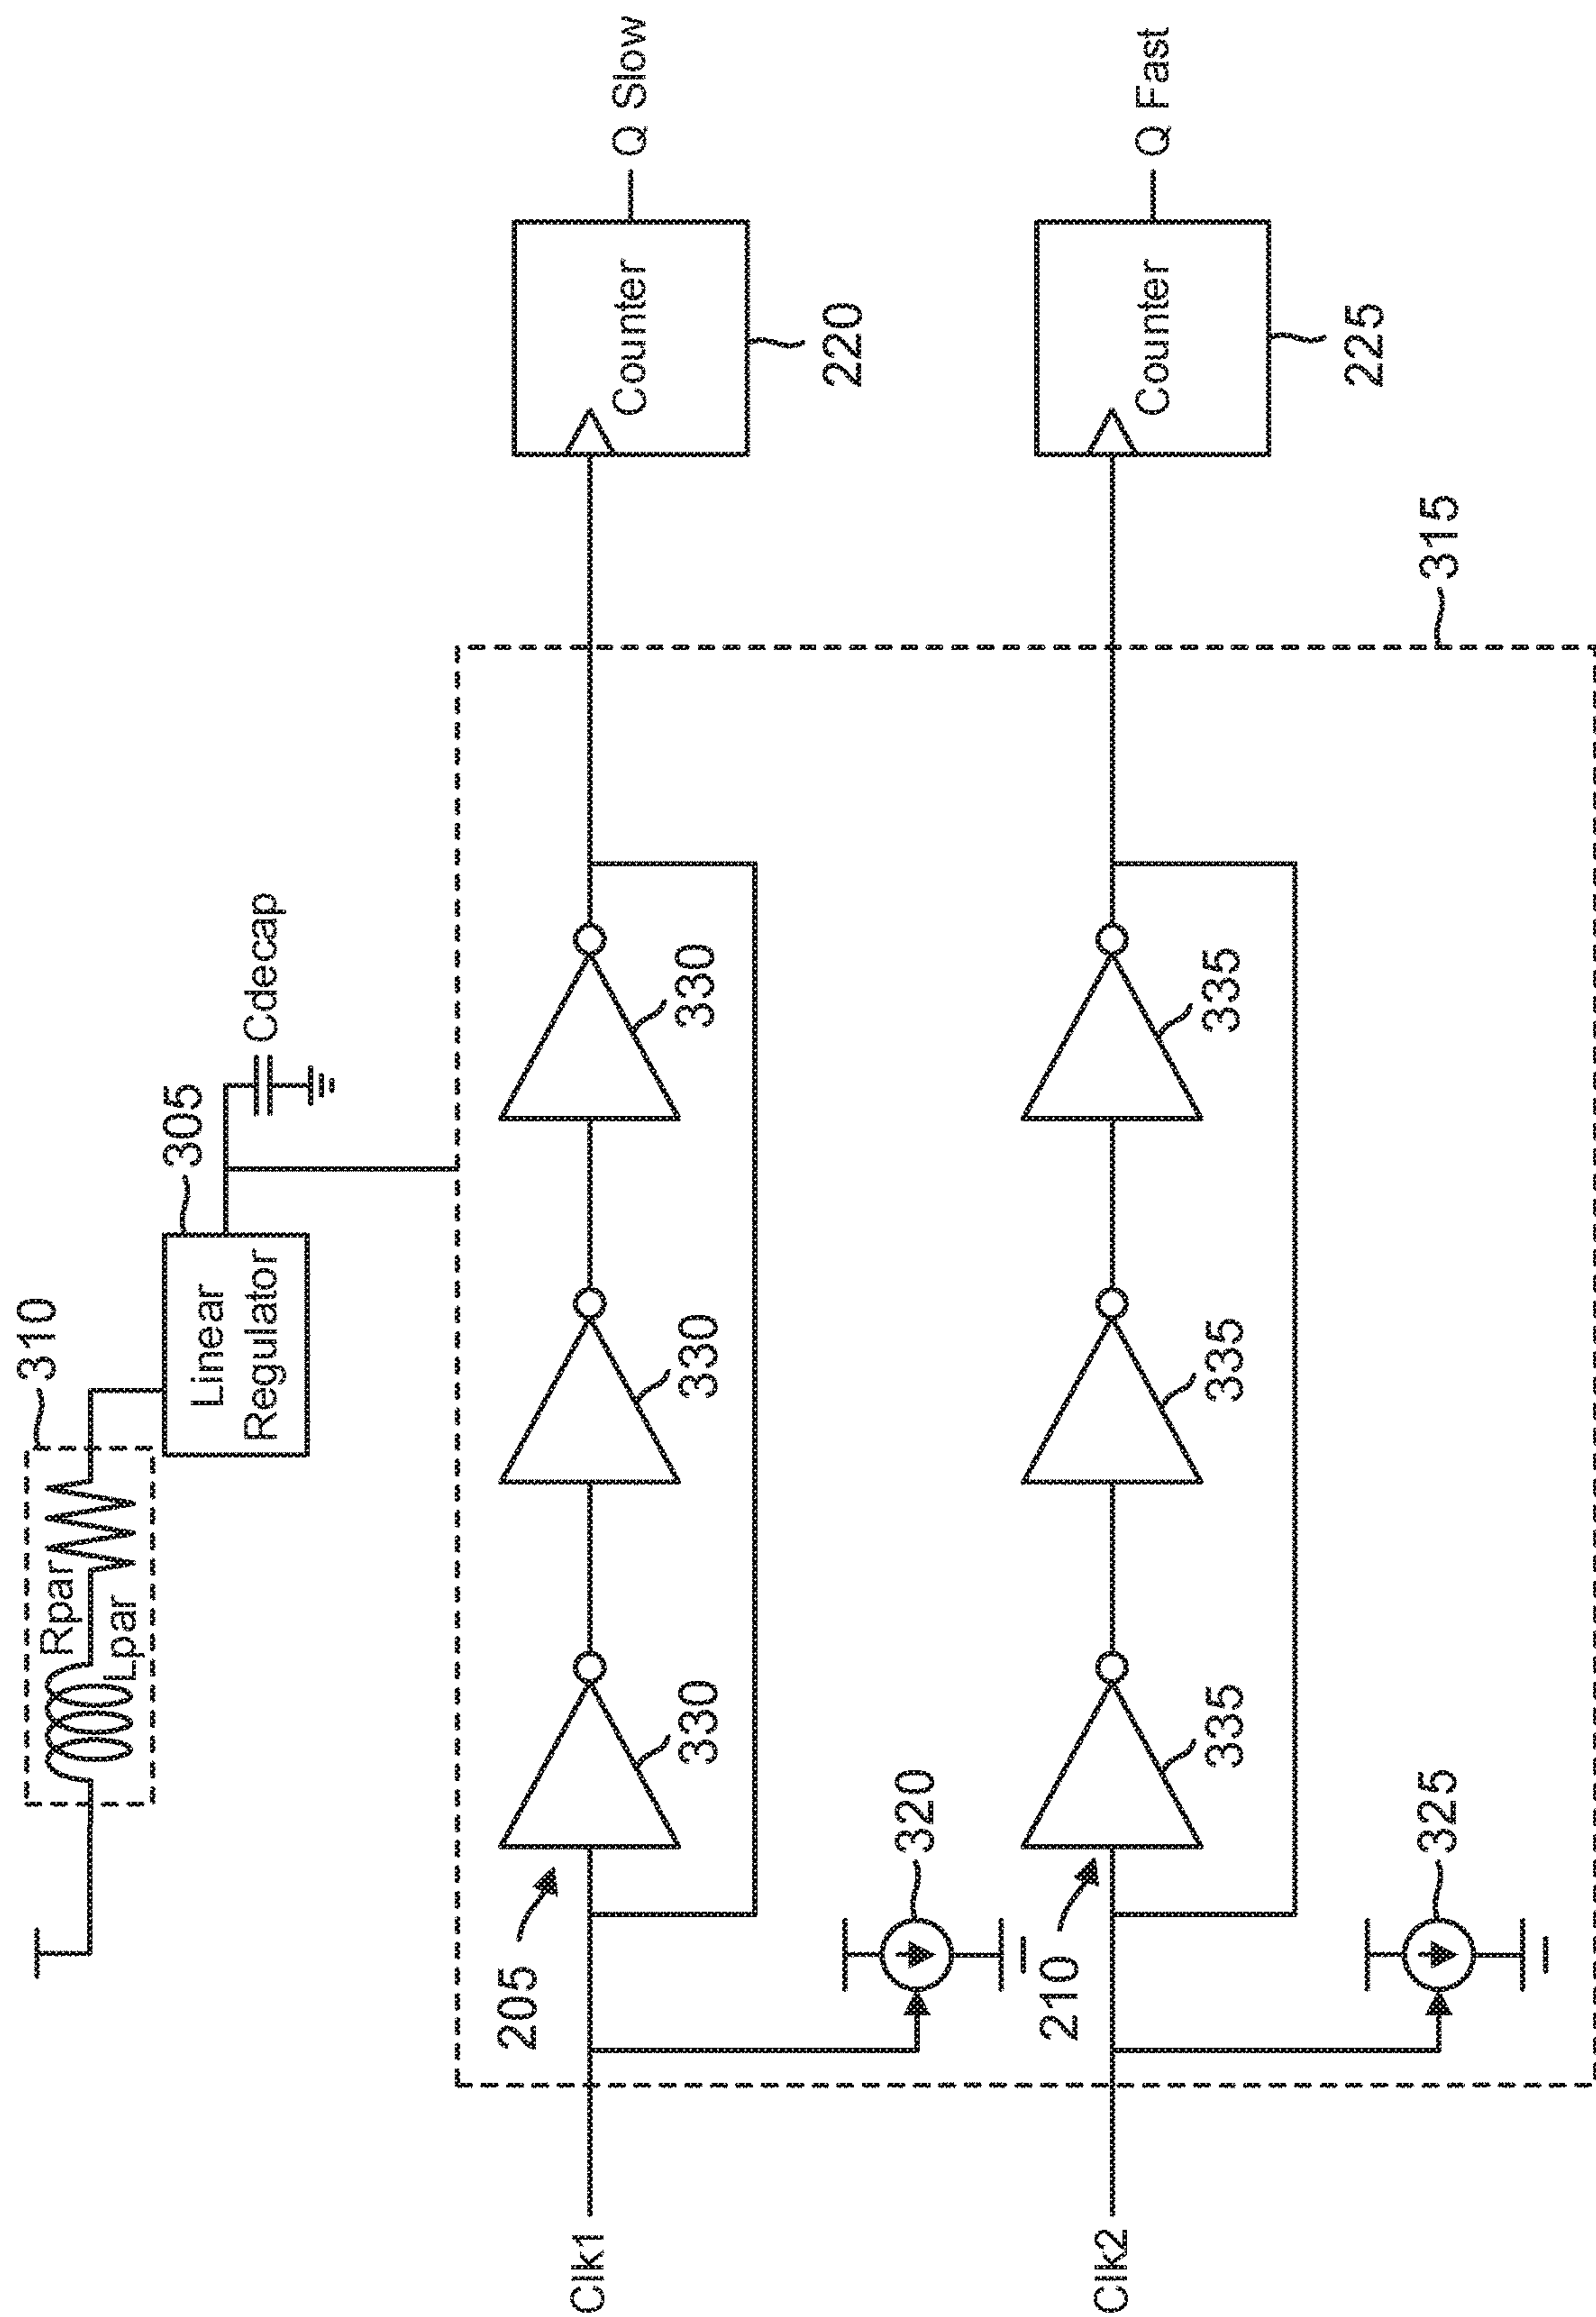 310
Rpar
Lpar
305
Linear
Regulator
Cdecap
Clk1
205
330
330
330
320
Counter
220
Q Slow
Clk2
210
335
335
335
325
315
Counter
225
Q Fast